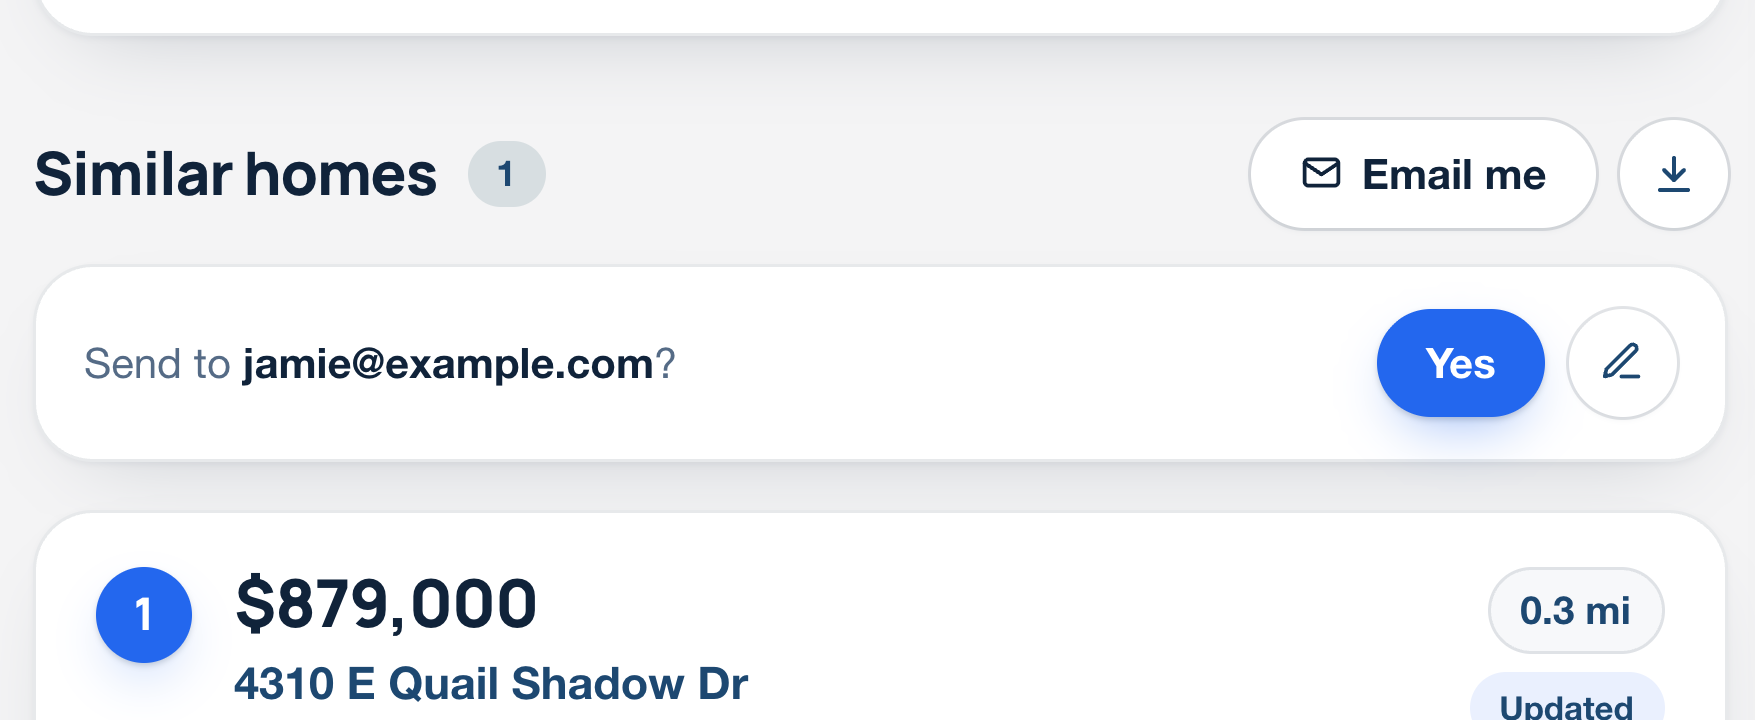 Similar homes 1 Email me
Send to jamie@example.com? Yes
1 $879,000 0.3 mi
4310 E Quail Shadow Dr
Updated